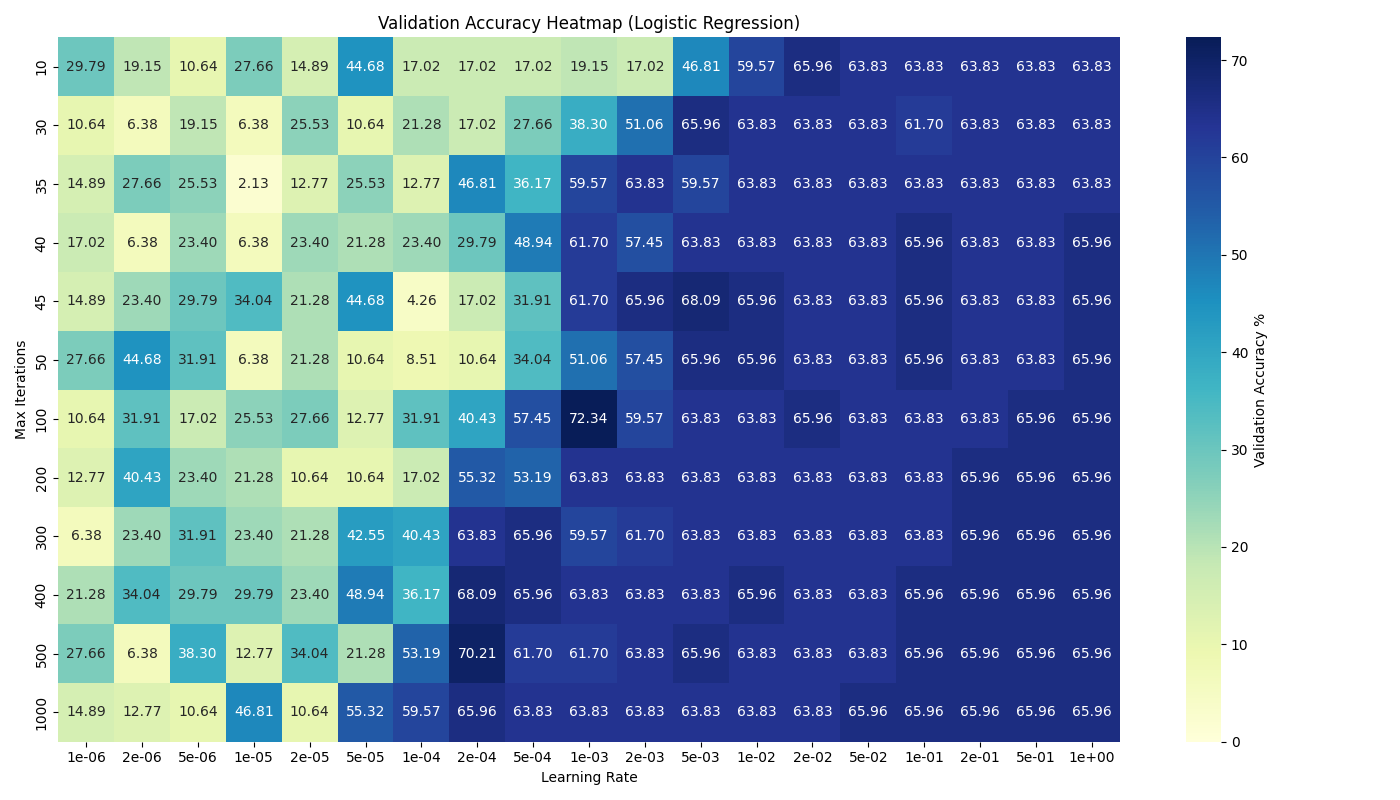 Validation Accuracy Heatmap (Logistic Regression)
10 29.79 19.15 10.64 27.66 14.89 44.68 17.02 17.02 17.02 19.15 17.02 46.81 59.57 65.96 63.83 63.83 63.83 63.83 63.83
30 10.64 6.38 19.15 6.38 25.53 10.64 21.28 17.02 27.66 38.30 51.06 65.96 63.83 63.83 63.83 61.70 63.83 63.83 63.83
35 14.89 27.66 25.53 2.13 12.77 25.53 12.77 46.81 36.17 59.57 63.83 59.57 63.83 63.83 63.83 63.83 63.83 63.83 63.83
40 17.02 6.38 23.40 6.38 23.40 21.28 23.40 29.79 48.94 61.70 57.45 63.83 63.83 63.83 63.83 65.96 63.83 63.83 65.96
45 14.89 23.40 29.79 34.04 21.28 44.68 4.26 17.02 31.91 61.70 65.96 68.09 65.96 63.83 63.83 65.96 63.83 63.83 65.96
50 27.66 44.68 31.91 6.38 21.28 10.64 8.51 10.64 34.04 51.06 57.45 65.96 65.96 63.83 63.83 65.96 63.83 63.83 65.96
100 10.64 31.91 17.02 25.53 27.66 12.77 31.91 40.43 57.45 72.34 59.57 63.83 63.83 65.96 63.83 63.83 63.83 65.96 65.96
200 12.77 40.43 23.40 21.28 10.64 10.64 17.02 55.32 53.19 63.83 63.83 63.83 63.83 63.83 63.83 63.83 65.96 65.96 65.96
300 6.38 23.40 31.91 23.40 21.28 42.55 40.43 63.83 65.96 59.57 61.70 63.83 63.83 63.83 63.83 63.83 65.96 65.96 65.96
400 21.28 34.04 29.79 29.79 23.40 48.94 36.17 68.09 65.96 63.83 63.83 63.83 65.96 63.83 63.83 65.96 65.96 65.96 65.96
500 27.66 6.38 38.30 12.77 34.04 21.28 53.19 70.21 61.70 61.70 63.83 65.96 63.83 63.83 63.83 65.96 65.96 65.96 65.96
1000 14.89 12.77 10.64 46.81 10.64 55.32 59.57 65.96 63.83 63.83 63.83 63.83 63.83 63.83 65.96 65.96 65.96 65.96 65.96
1e-06 2e-06 5e-06 1e-05 2e-05 5e-05 1e-04 2e-04 5e-04 1e-03 2e-03 5e-03 1e-02 2e-02 5e-02 1e-01 2e-01 5e-01 1e+00
Learning Rate
Max Iterations
70
60
50
40
30
20
10
0
Validation Accuracy %